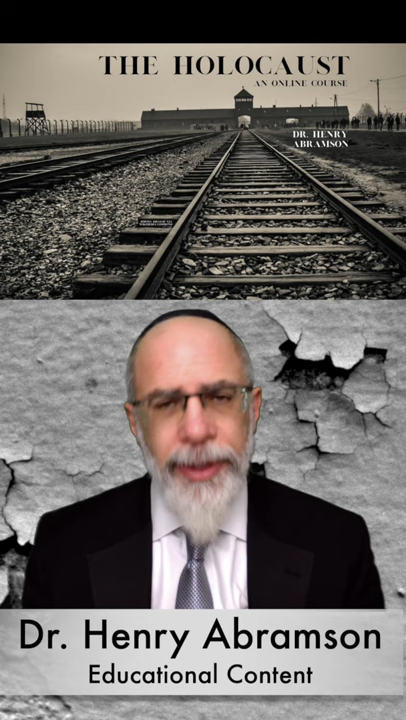 THE HOLOCAUST
AN ONLINE COURSE
DR. HENRY
ABRAMSON
Dr. Henry Abramson
Educational Content